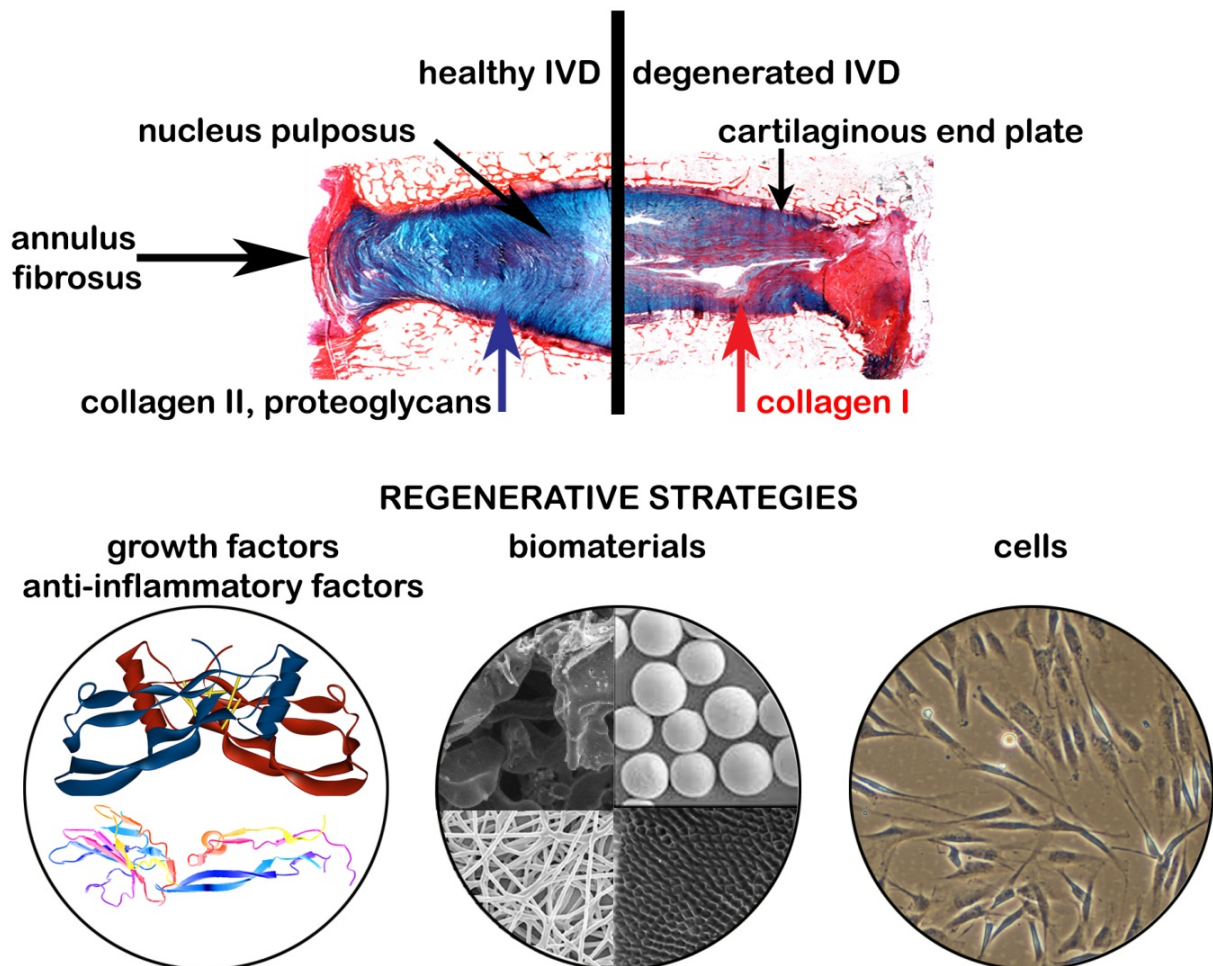 healthy IVD
degenerated IVD
nucleus pulposus
cartilaginous end plate
annulus
fibrosus
collagen II, proteoglycans
collagen I
REGENERATIVE STRATEGIES
growth factors
anti-inflammatory factors
biomaterials
cells